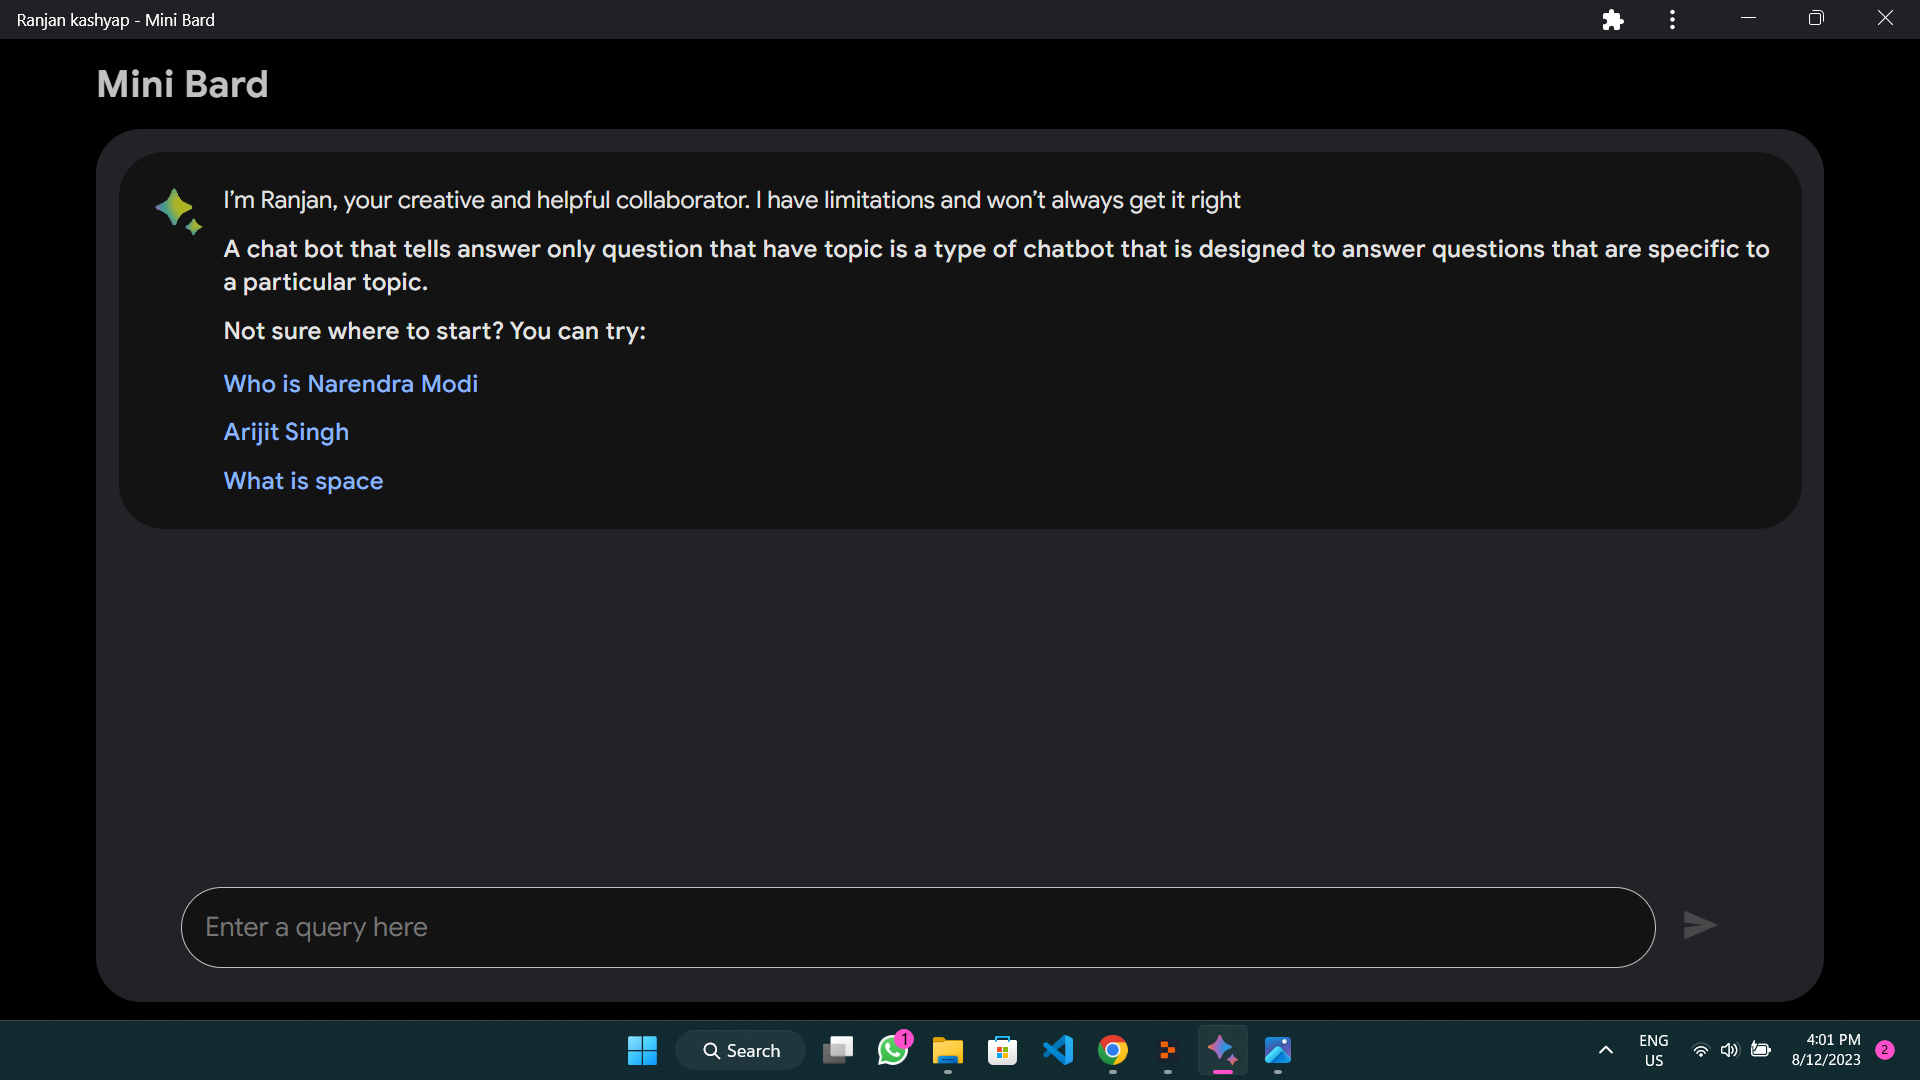 Ranjan kashyap - Mini Bard
Mini Bard
I’m Ranjan, your creative and helpful collaborator. I have limitations and won’t always get it right
A chat bot that tells answer only question that have topic is a type of chatbot that is designed to answer questions that are specific to
a particular topic.
Not sure where to start? You can try:
Who is Narendra Modi
Arijit Singh
What is space
Enter a query here
Search
1
ENG
US
4:01 PM
8/12/2023
2